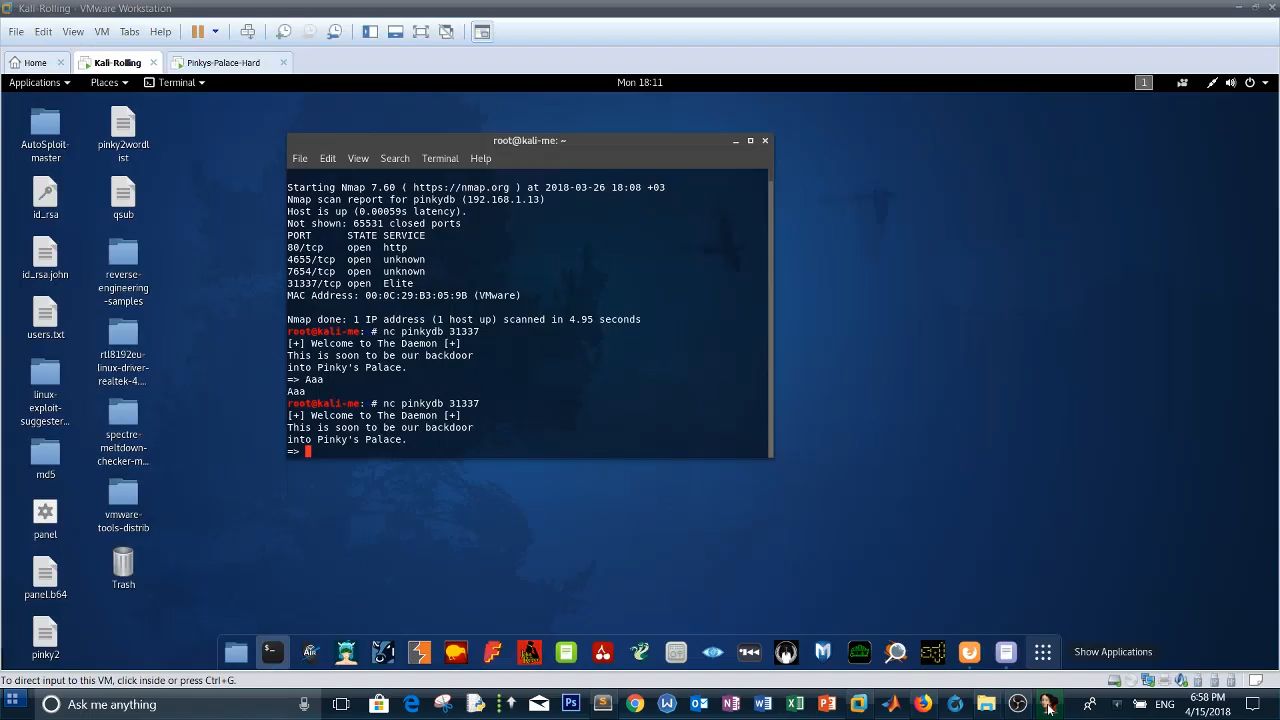 Kali-Rolling - VMware Workstation
File Edit View VM Tabs Help
Home Kali-Rolling Pinkys-Palace-Hard
Applications Places Terminal Mon 18:11 1
AutoSploit-
master
pinky2wordl
ist
id_rsa
qsub
id_rsa.john
reverse-
engineering
-samples
users.txt
rtl8192eu-
linux-driver-
realtek-4....
linux-
exploit-
suggester...
spectre-
meltdown-
checker-m...
md5
vmware-
tools-distrib
panel
Trash
panel.b64
pinky2
root@kali-me: ~
File Edit View Search Terminal Help
Starting Nmap 7.60 ( https://nmap.org ) at 2018-03-26 18:08 +03
Nmap scan report for pinkydb (192.168.1.13)
Host is up (0.00059s latency).
Not shown: 65531 closed ports
PORT STATE SERVICE
80/tcp open http
4655/tcp open unknown
7654/tcp open unknown
31337/tcp open Elite
MAC Address: 00:0C:29:B3:05:9B (VMware)
Nmap done: 1 IP address (1 host up) scanned in 4.95 seconds
root@kali-me: # nc pinkydb 31337
[+] Welcome to The Daemon [+]
This is soon to be our backdoor
into Pinky's Palace.
=> Aaa
Aaa
root@kali-me: # nc pinkydb 31337
[+] Welcome to The Daemon [+]
This is soon to be our backdoor
into Pinky's Palace.
=>
Show Applications
To direct input to this VM, click inside or press Ctrl+G.
Ask me anything
ENG
6:58 PM
4/15/2018